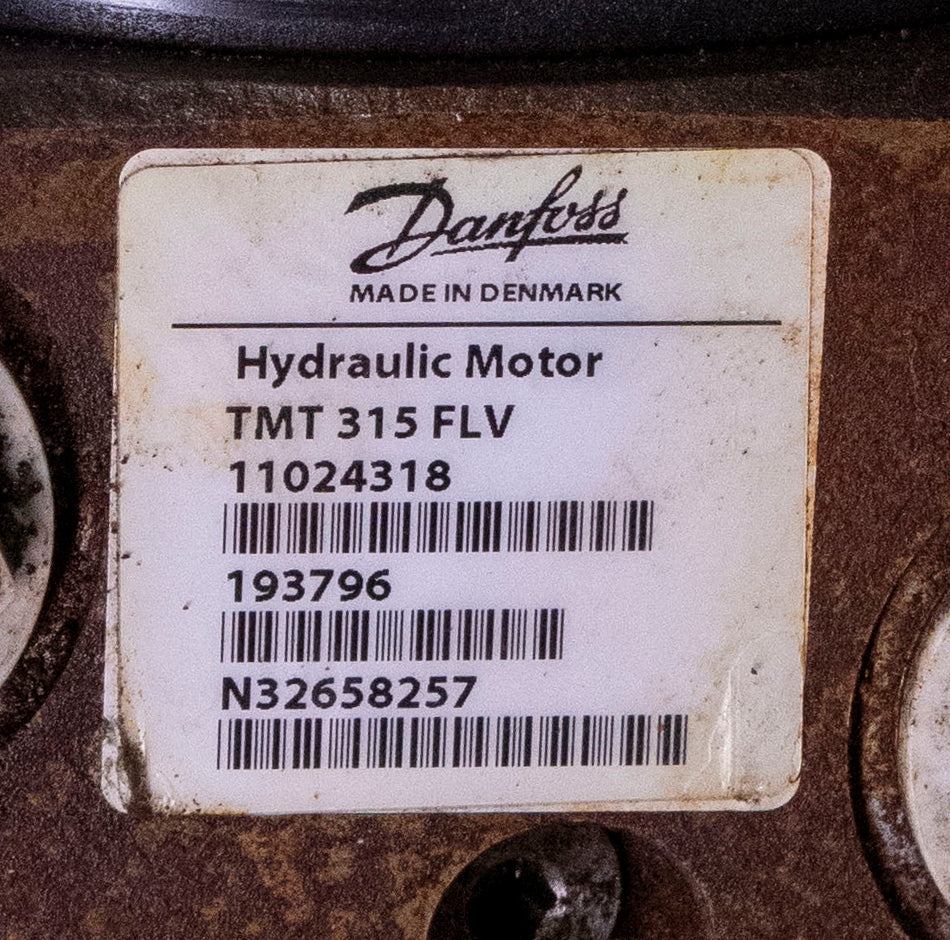 Danfoss
MADE IN DENMARK
Hydraulic Motor
TMT 315 FLV
11024318
193796
N32658257